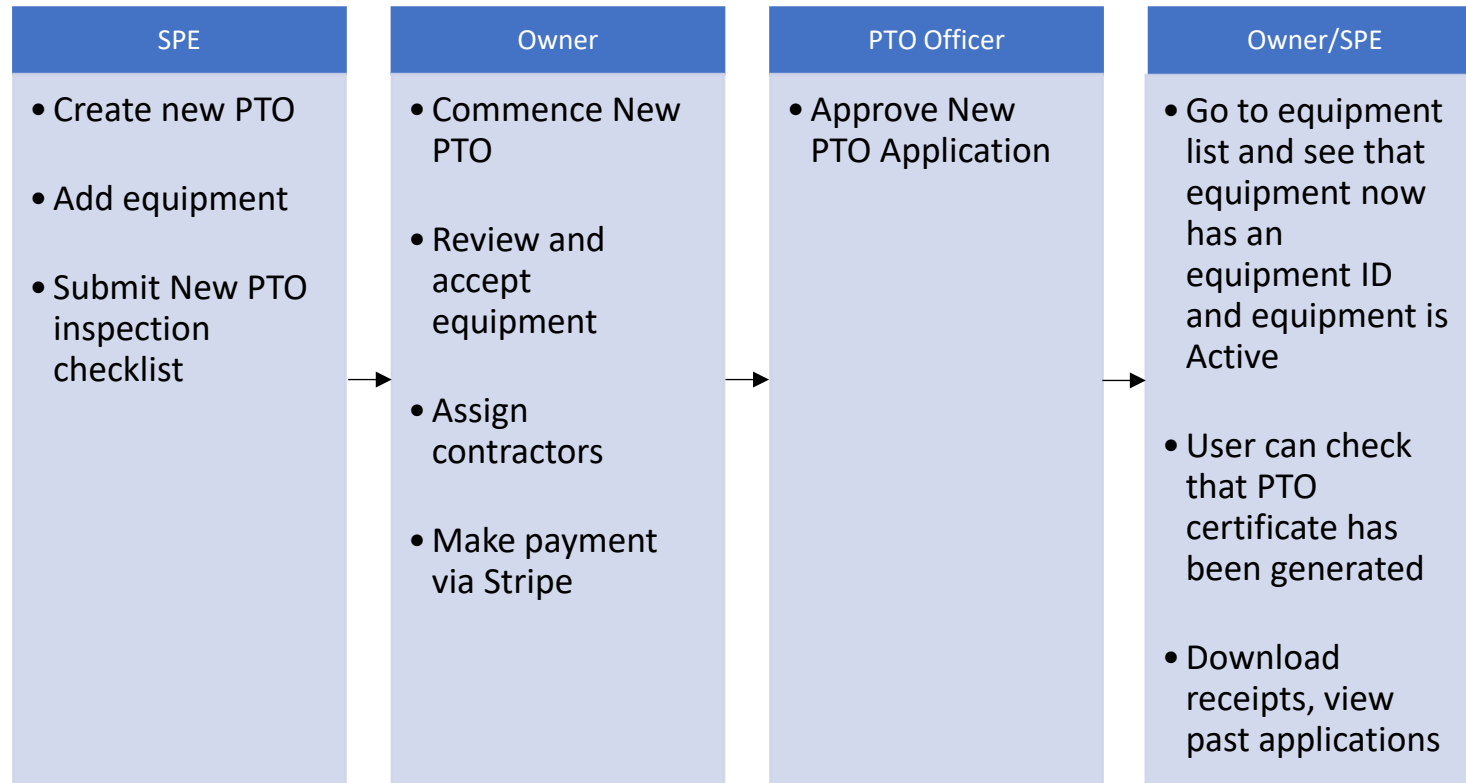 SPE
• Create new PTO
• Add equipment
• Submit New PTO
inspection
checklist
Owner
• Commence New
PTO
• Review and
accept
equipment
• Assign
contractors
• Make payment
via Stripe
PTO Officer
• Approve New
PTO Application
Owner/SPE
• Go to equipment
list and see that
equipment now
has an
equipment ID
and equipment is
Active
• User can check
that PTO
certificate has
been generated
• Download
receipts, view
past applications